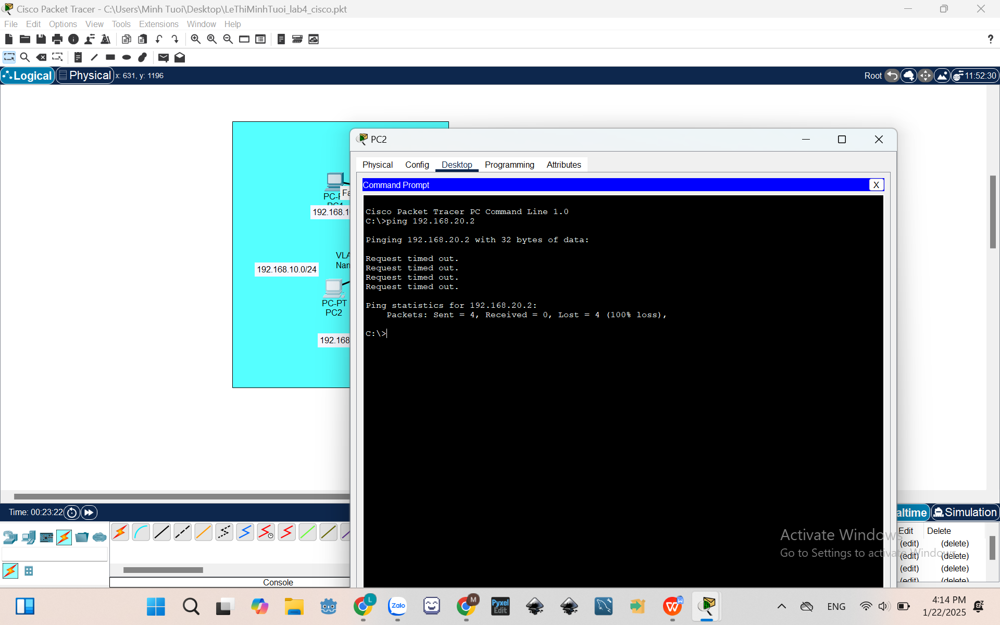 Cisco Packet Tracer - C:\Users\Minh Tuoi\Desktop\LeThiMinhTuoi_lab4_cisco.pkt
File Edit Options View Tools Extensions Window Help
?
Logical Physical x: 631, y: 1196 Root 11:52:30
PC2
Physical Config Desktop Programming Attributes
Command Prompt X
PC-
PC1
192.168.1
192.168.10.0/24
PC-PT
PC2
192.168
Cisco Packet Tracer PC Command Line 1.0
C:\>ping 192.168.20.2
Pinging 192.168.20.2 with 32 bytes of data:
Request timed out.
Request timed out.
Request timed out.
Request timed out.
Ping statistics for 192.168.20.2:
Packets: Sent = 4, Received = 0, Lost = 4 (100% loss),
C:\>
Time: 00:23:22
altime Simulation
Edit Delete
(edit) (delete)
(edit) (delete)
(edit) (delete)
(edit) (delete)
Console
Activate Windows
Go to Settings to activate Windows.
L
Zalo
M
Pyxel
Edit
W
ENG
4:14 PM
1/22/2025